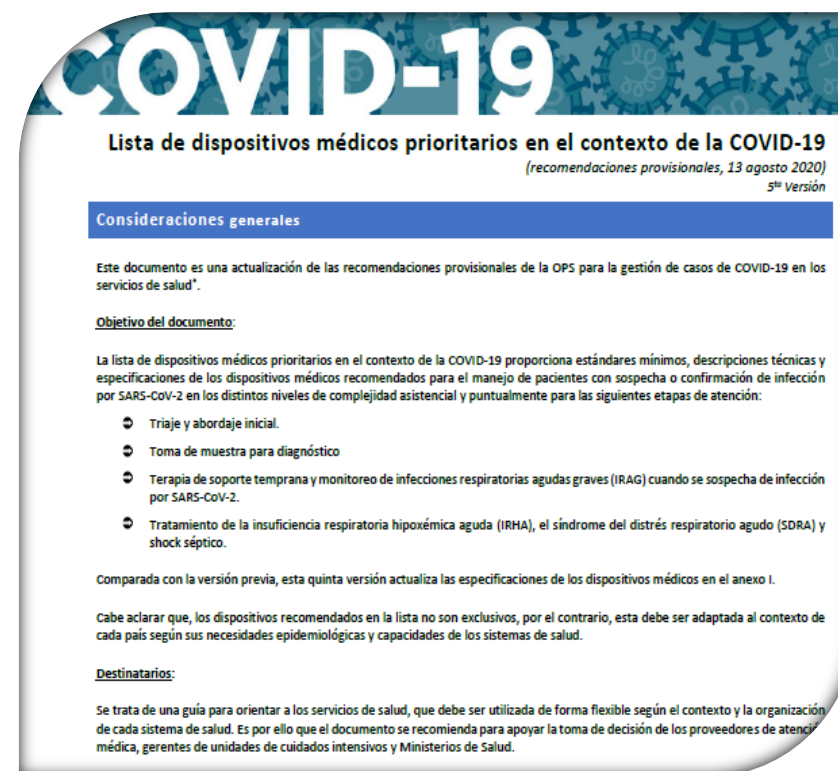 COVID-19
Lista de dispositivos médicos prioritarios en el contexto de la COVID-19
(recomendaciones provisionales, 13 agosto 2020)
5ta Versión
Consideraciones generales
Este documento es una actualización de las recomendaciones provisionales de la OPS para la gestión de casos de COVID-19 en los
servicios de salud*.
Objetivo del documento:
La lista de dispositivos médicos prioritarios en el contexto de la COVID-19 proporciona estándares mínimos, descripciones técnicas y
especificaciones de los dispositivos médicos recomendados para el manejo de pacientes con sospecha o confirmación de infección
por SARS-CoV-2 en los distintos niveles de complejidad asistencial y puntualmente para las siguientes etapas de atención:
➲ Triaje y abordaje inicial.
➲ Toma de muestra para diagnóstico
➲ Terapia de soporte temprana y monitoreo de infecciones respiratorias agudas graves (IRAG) cuando se sospecha de infección
por SARS-CoV-2.
➲ Tratamiento de la insuficiencia respiratoria hipoxémica aguda (IRHA), el síndrome del distrés respiratorio agudo (SDRA) y
shock séptico.
Comparada con la versión previa, esta quinta versión actualiza las especificaciones de los dispositivos médicos en el anexo I.
Cabe aclarar que, los dispositivos recomendados en la lista no son exclusivos, por el contrario, esta debe ser adaptada al contexto de
cada país según sus necesidades epidemiológicas y capacidades de los sistemas de salud.
Destinatarios:
Se trata de una guía para orientar a los servicios de salud, que debe ser utilizada de forma flexible según el contexto y la organización
de cada sistema de salud. Es por ello que el documento se recomienda para apoyar la toma de decisión de los proveedores de atención
médica, gerentes de unidades de cuidados intensivos y Ministerios de Salud.